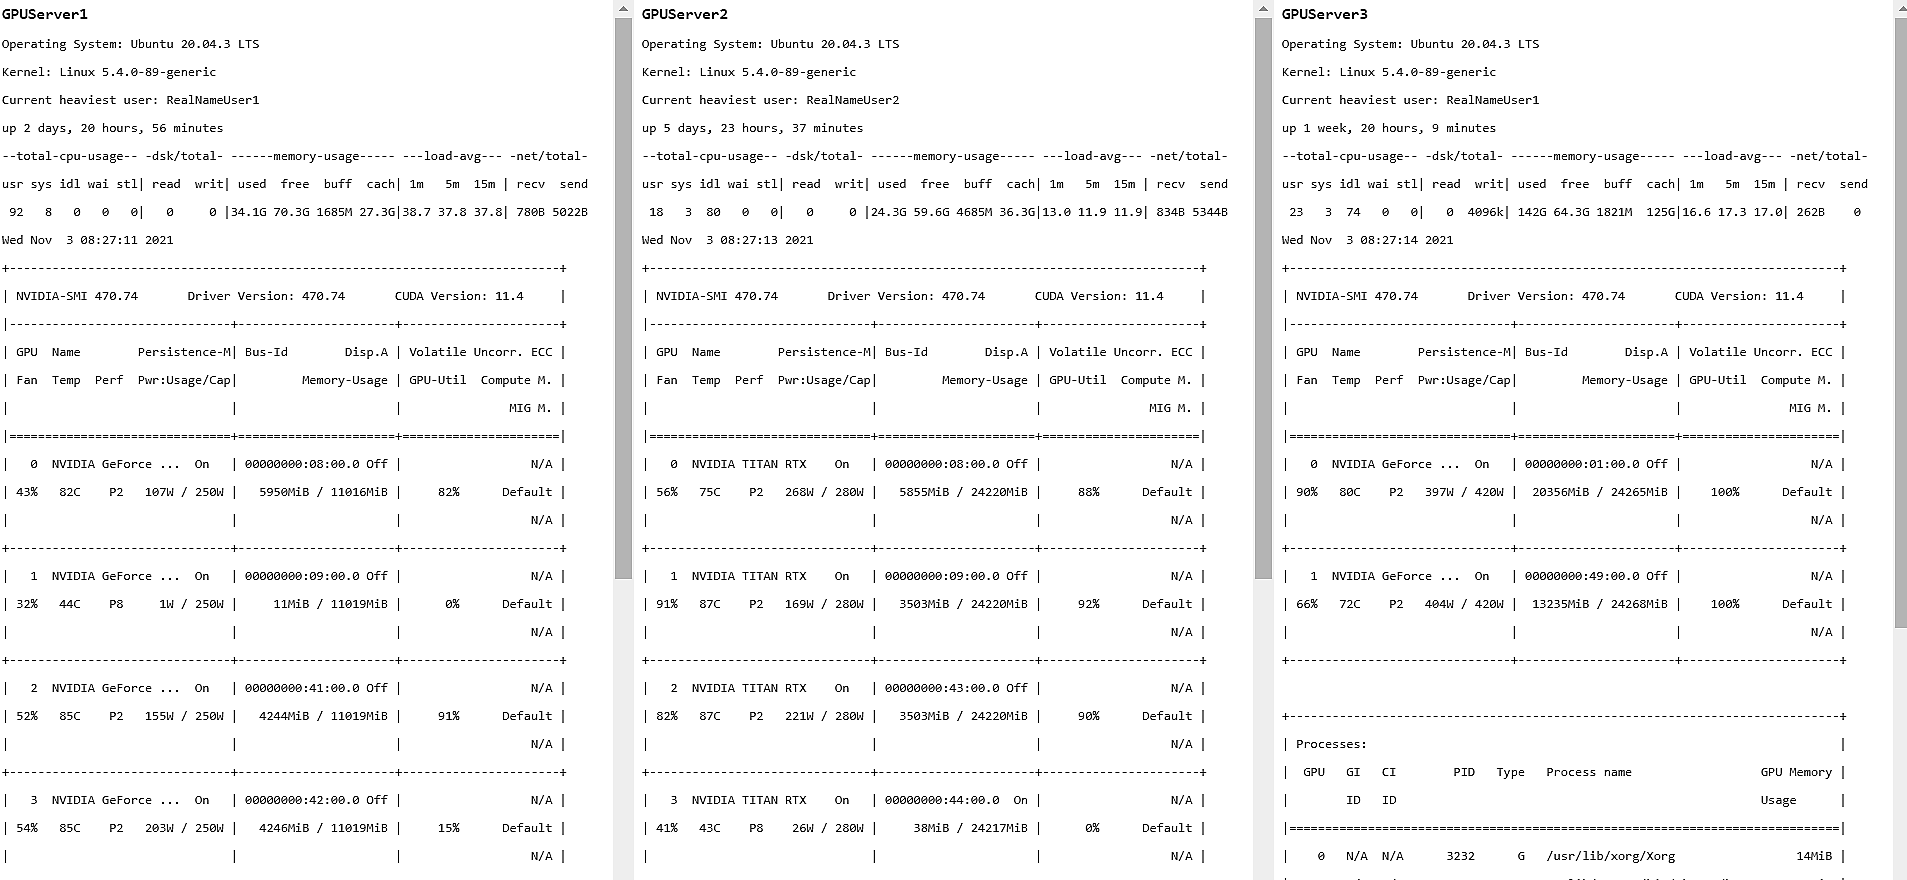 GPUServer1
Operating System: Ubuntu 20.04.3 LTS
Kernel: Linux 5.4.0-89-generic
Current heaviest user: RealNameUser1
up 2 days, 20 hours, 56 minutes
--total-cpu-usage-- -dsk/total- ------memory-usage----- ---load-avg--- -net/total-
usr sys idl wai stl| read  writ| used  free  buff  cach| 1m   5m  15m | recv  send
 92   8   0   0   0|   0     0 |34.1G 70.3G 1685M 27.3G|38.7 37.8 37.8| 780B 5022B
Wed Nov  3 08:27:11 2021
+-----------------------------------------------------------------------------+
| NVIDIA-SMI 470.74       Driver Version: 470.74       CUDA Version: 11.4     |
|-------------------------------+----------------------+----------------------+
| GPU  Name        Persistence-M| Bus-Id        Disp.A | Volatile Uncorr. ECC |
| Fan  Temp  Perf  Pwr:Usage/Cap|         Memory-Usage | GPU-Util  Compute M. |
|                               |                      |               MIG M. |
|===============================+======================+======================|
|   0  NVIDIA GeForce ...  On   | 00000000:08:00.0 Off |                  N/A |
| 43%   82C    P2   107W / 250W |   5950MiB / 11016MiB |     82%      Default |
|                               |                      |                  N/A |
+-------------------------------+----------------------+----------------------+
|   1  NVIDIA GeForce ...  On   | 00000000:09:00.0 Off |                  N/A |
| 32%   44C    P8     1W / 250W |     11MiB / 11019MiB |      0%      Default |
|                               |                      |                  N/A |
+-------------------------------+----------------------+----------------------+
|   2  NVIDIA GeForce ...  On   | 00000000:41:00.0 Off |                  N/A |
| 52%   85C    P2   155W / 250W |   4244MiB / 11019MiB |     91%      Default |
|                               |                      |                  N/A |
+-------------------------------+----------------------+----------------------+
|   3  NVIDIA GeForce ...  On   | 00000000:42:00.0 Off |                  N/A |
| 54%   85C    P2   203W / 250W |   4246MiB / 11019MiB |     15%      Default |
|                               |                      |                  N/A |
GPUServer2
Operating System: Ubuntu 20.04.3 LTS
Kernel: Linux 5.4.0-89-generic
Current heaviest user: RealNameUser2
up 5 days, 23 hours, 37 minutes
--total-cpu-usage-- -dsk/total- ------memory-usage----- ---load-avg--- -net/total-
usr sys idl wai stl| read  writ| used  free  buff  cach| 1m   5m  15m | recv  send
 18   3  80   0   0|   0     0 |24.3G 59.6G 4685M 36.3G|13.0 11.9 11.9| 834B 5344B
Wed Nov  3 08:27:13 2021
+-----------------------------------------------------------------------------+
| NVIDIA-SMI 470.74       Driver Version: 470.74       CUDA Version: 11.4     |
|-------------------------------+----------------------+----------------------+
| GPU  Name        Persistence-M| Bus-Id        Disp.A | Volatile Uncorr. ECC |
| Fan  Temp  Perf  Pwr:Usage/Cap|         Memory-Usage | GPU-Util  Compute M. |
|                               |                      |               MIG M. |
|===============================+======================+======================|
|   0  NVIDIA TITAN RTX    On   | 00000000:08:00.0 Off |                  N/A |
| 56%   75C    P2   268W / 280W |   5855MiB / 24220MiB |     88%      Default |
|                               |                      |                  N/A |
+-------------------------------+----------------------+----------------------+
|   1  NVIDIA TITAN RTX    On   | 00000000:09:00.0 Off |                  N/A |
| 91%   87C    P2   169W / 280W |   3503MiB / 24220MiB |     92%      Default |
|                               |                      |                  N/A |
+-------------------------------+----------------------+----------------------+
|   2  NVIDIA TITAN RTX    On   | 00000000:43:00.0 Off |                  N/A |
| 82%   87C    P2   221W / 280W |   3503MiB / 24220MiB |     90%      Default |
|                               |                      |                  N/A |
+-------------------------------+----------------------+----------------------+
|   3  NVIDIA TITAN RTX    On   | 00000000:44:00.0  On |                  N/A |
| 41%   43C    P8    26W / 280W |     38MiB / 24217MiB |      0%      Default |
|                               |                      |                  N/A |
GPUServer3
Operating System: Ubuntu 20.04.3 LTS
Kernel: Linux 5.4.0-89-generic
Current heaviest user: RealNameUser1
up 1 week, 20 hours, 9 minutes
--total-cpu-usage-- -dsk/total- ------memory-usage----- ---load-avg--- -net/total-
usr sys idl wai stl| read  writ| used  free  buff  cach| 1m   5m  15m | recv  send
 23   3  74   0   0|   0  4096k| 142G 64.3G 1821M  125G|16.6 17.3 17.0| 262B    0
Wed Nov  3 08:27:14 2021
+-----------------------------------------------------------------------------+
| NVIDIA-SMI 470.74       Driver Version: 470.74       CUDA Version: 11.4     |
|-------------------------------+----------------------+----------------------+
| GPU  Name        Persistence-M| Bus-Id        Disp.A | Volatile Uncorr. ECC |
| Fan  Temp  Perf  Pwr:Usage/Cap|         Memory-Usage | GPU-Util  Compute M. |
|                               |                      |               MIG M. |
|===============================+======================+======================|
|   0  NVIDIA GeForce ...  On   | 00000000:01:00.0 Off |                  N/A |
| 90%   80C    P2   397W / 420W |  20356MiB / 24265MiB |    100%      Default |
|                               |                      |                  N/A |
+-------------------------------+----------------------+----------------------+
|   1  NVIDIA GeForce ...  On   | 00000000:49:00.0 Off |                  N/A |
| 66%   72C    P2   404W / 420W |  13235MiB / 24268MiB |    100%      Default |
|                               |                      |                  N/A |
+-------------------------------+----------------------+----------------------+
+-----------------------------------------------------------------------------+
| Processes:                                                                  |
|  GPU   GI   CI        PID   Type   Process name                  GPU Memory |
|        ID   ID                                                   Usage      |
|=============================================================================|
|    0   N/A  N/A      3232      G   /usr/lib/xorg/Xorg                 14MiB |